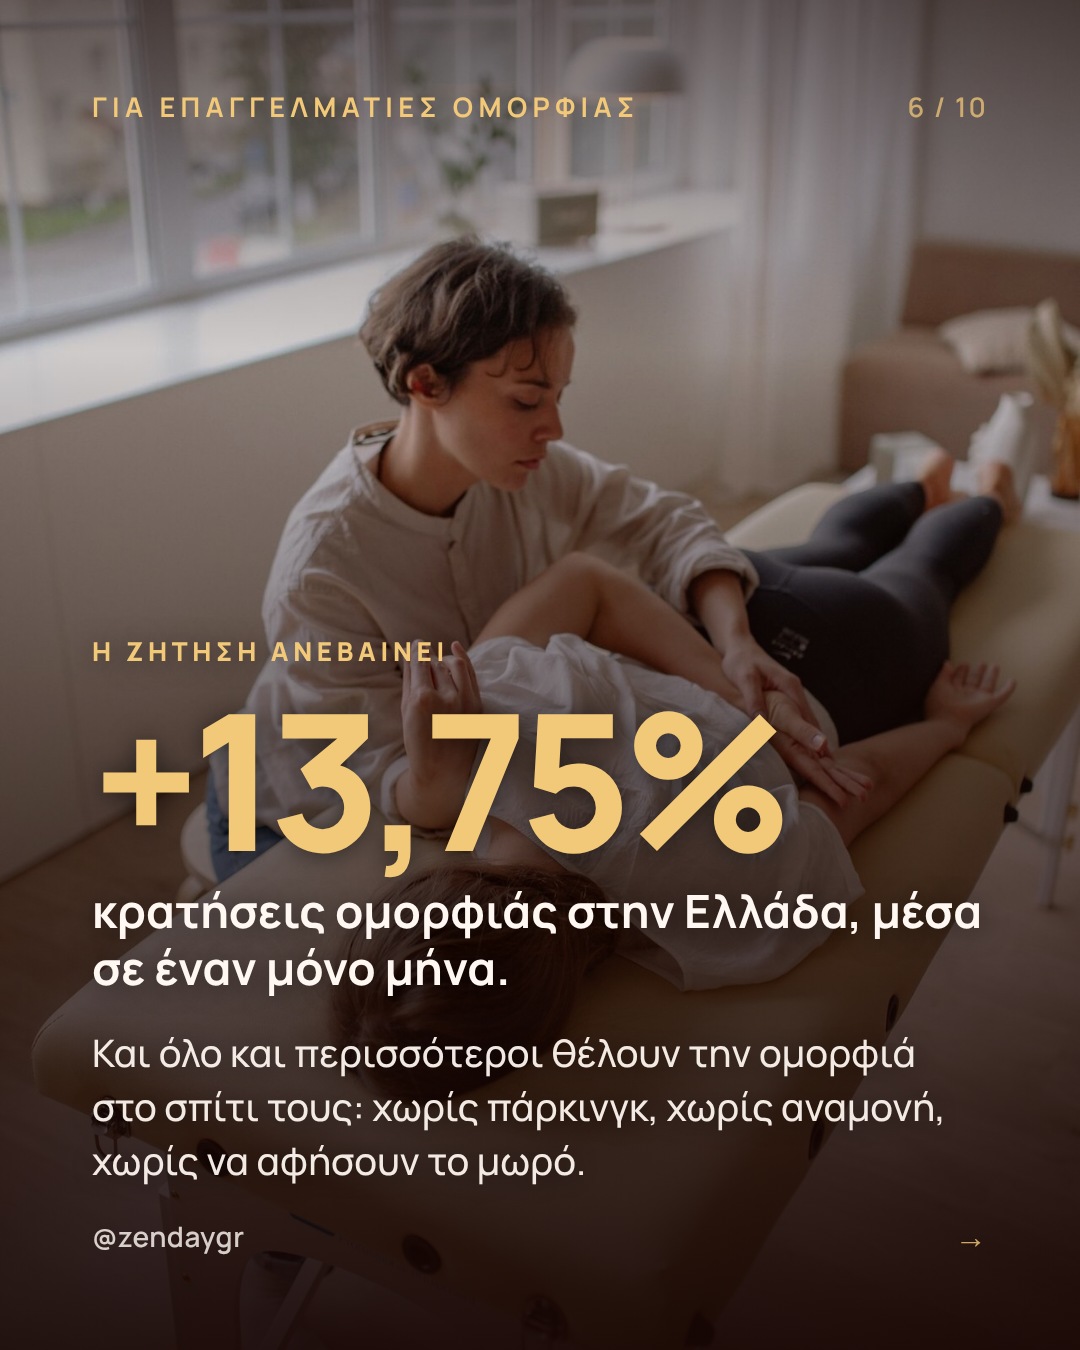 ΓΙΑ ΕΠΑΓΓΕΛΜΑΤΙΕΣ ΟΜΟΡΦΙΑΣ
6 / 10
Η ΖΗΤΗΣΗ ΑΝΕΒΑΙΝΕΙ
+13,75%
κρατήσεις ομορφιάς στην Ελλάδα, μέσα
σε έναν μόνο μήνα.
Και όλο και περισσότεροι θέλουν την ομορφιά
στο σπίτι τους: χωρίς πάρκινγκ, χωρίς αναμονή,
χωρίς να αφήσουν το μωρό.
@zendaygr
→